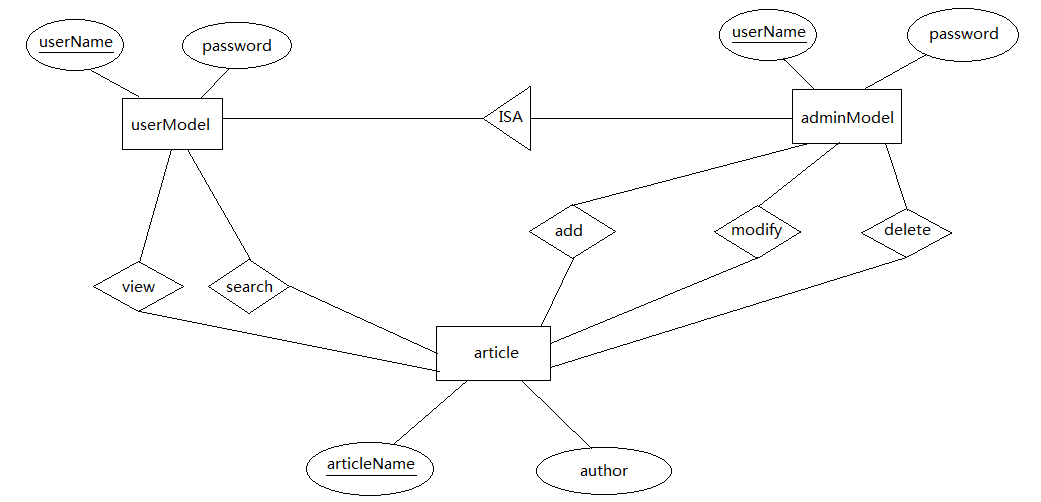 userName
password
userName
password
userModel
ISA
adminModel
add
modify
delete
view
search
article
articleName
author